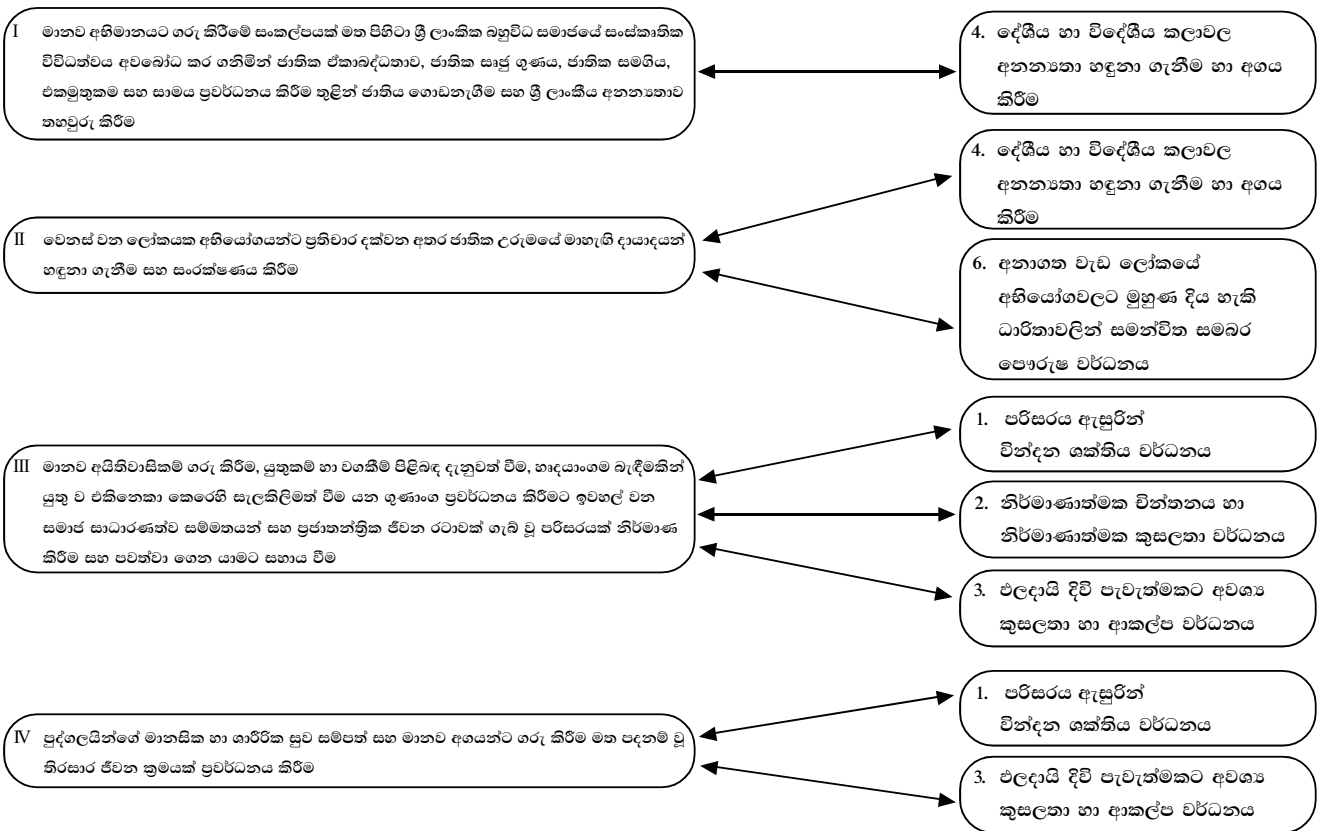 I මානව අභිමානයට ගරු කිරීමේ සංකල්පයක් මත පිහිටා ශ්‍රී ලාංකික බහුවිධ සමාජයේ සංස්කෘතික
විවිධත්වය අවබෝධ කර ගනිමින් ජාතික ඒකාබද්ධතාව, ජාතික සෘජු ගුණය, ජාතික සමගිය,
එකමුතුකම සහ සාමය ප්‍රවර්ධනය කිරීම තුළින් ජාතිය ගොඩනැගීම සහ ශ්‍රී ලාංකීය අනන්‍යතාව
තහවුරු කිරීම
4. දේශීය හා විදේශීය කලාවල
අනන්‍යතා හඳුනා ගැනීම හා අගය
කිරීම
II වෙනස් වන ලෝකයක අභියෝගයන්ට ප්‍රතිචාර දක්වන අතර ජාතික උරුමයේ මාහැඟි දායාදයන්
හඳුනා ගැනීම සහ සංරක්ෂණය කිරීම
4. දේශීය හා විදේශීය කලාවල
අනන්‍යතා හඳුනා ගැනීම හා අගය
කිරීම
6. අනාගත වැඩ ලෝකයේ
අභියෝගවලට මුහුණ දිය හැකි
ධාරිතාවලින් සමන්විත සමබර
පෞරුෂ වර්ධනය
III මානව අයිතිවාසිකම් ගරු කිරීම, යුතුකම් හා වගකීම් පිළිබඳ දැනුවත් වීම, හෘදයාංගම බැඳීමකින්
යුතු ව එකිනෙකා කෙරෙහි සැලකිලිමත් වීම යන ගුණාංග ප්‍රවර්ධනය කිරීමට ඉවහල් වන
සමාජ සාධාරණත්ව සම්මතයන් සහ ප්‍රජාතන්ත්‍රික ජීවන රටාවක් ගැබ් වූ පරිසරයක් නිර්මාණ
කිරීම සහ පවත්වා ගෙන යාමට සහාය වීම
1. පරිසරය ඇසුරින්
වින්දන ශක්තිය වර්ධනය
2. නිර්මාණාත්මක චින්තනය හා
නිර්මාණාත්මක කුසලතා වර්ධනය
3. ඵලදායි දිවි පැවැත්මකට අවශ්‍ය
කුසලතා හා ආකල්ප වර්ධනය
IV පුද්ගලයින්ගේ මානසික හා ශාරීරික සුව සම්පත් සහ මානව අගයන්ට ගරු කිරීම මත පදනම් වූ
තිරසාර ජීවන ක්‍රමයක් ප්‍රවර්ධනය කිරීම
1. පරිසරය ඇසුරින්
වින්දන ශක්තිය වර්ධනය
3. ඵලදායි දිවි පැවැත්මකට අවශ්‍ය
කුසලතා හා ආකල්ප වර්ධනය